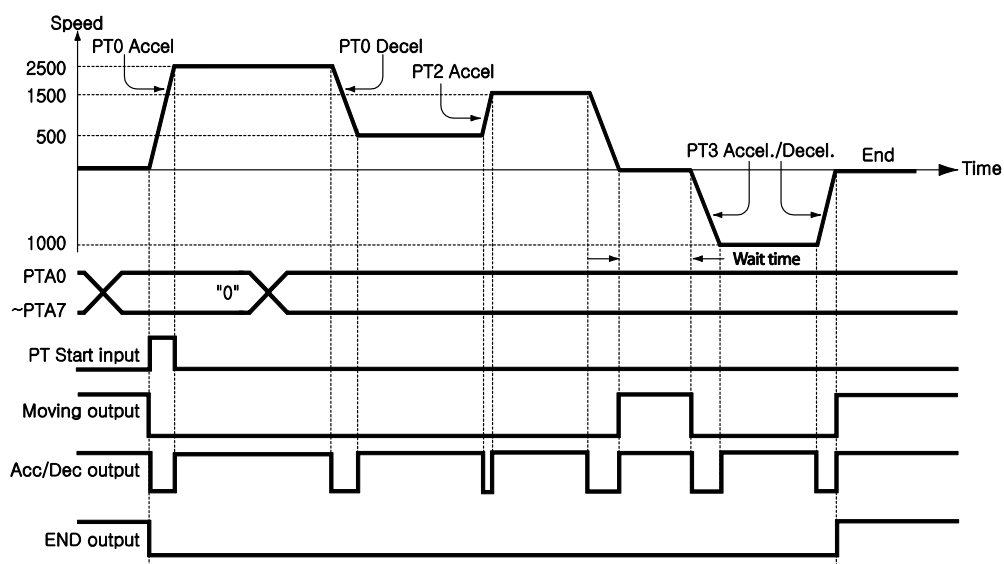 Speed
PT0 Accel
PT0 Decel
PT2 Accel
2500
1500
500
PT3 Accel./Decel.
End
Time
1000
Wait time
PTA0
~PTA7
"0"
PT Start input
Moving output
Acc/Dec output
END output